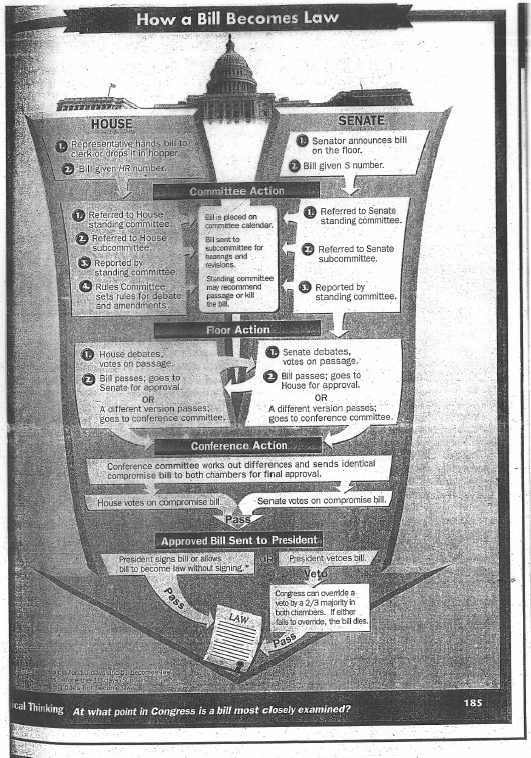 How a Bill Becomes Law
HOUSE
1. Representative hands bill to
clerk or drops it in hopper.
2. Bill given HR number.
SENATE
1. Senator announces bill
on the floor.
2. Bill given S number.
Committee Action
1. Referred to House
standing committee.
2. Referred to House
subcommittee.
3. Reported by
standing committee.
4. Rules Committee
sets rules for debate
and amendments.
Bill is placed on
committee calendar.
Bill sent to
subcommittee for
hearings and
revisions.
Standing committee
may recommend
passage or kill
the bill.
1. Referred to Senate
standing committee.
2. Referred to Senate
subcommittee.
3. Reported by
standing committee.
Floor Action
1. House debates,
votes on passage.
2. Bill passes; goes to
Senate for approval.
OR
A different version passes;
goes to conference committee.
1. Senate debates,
votes on passage.
2. Bill passes; goes to
House for approval.
OR
A different version passes;
goes to conference committee.
Conference Action
Conference committee works out differences and sends identical
compromise bill to both chambers for final approval.
House votes on compromise bill.
Senate votes on compromise bill.
Pass
Approved Bill Sent to President
President signs bill or allows
bill to become law without signing.*
OR
President vetoes bill.
Veto
Congress can override a
veto by a 2/3 majority in
both chambers. If either
fails to override, the bill dies.
Pass
LAW
Pass
for 10 days
before the 10
does not become law.
ical Thinking At what point in Congress is a bill most closely examined?
185